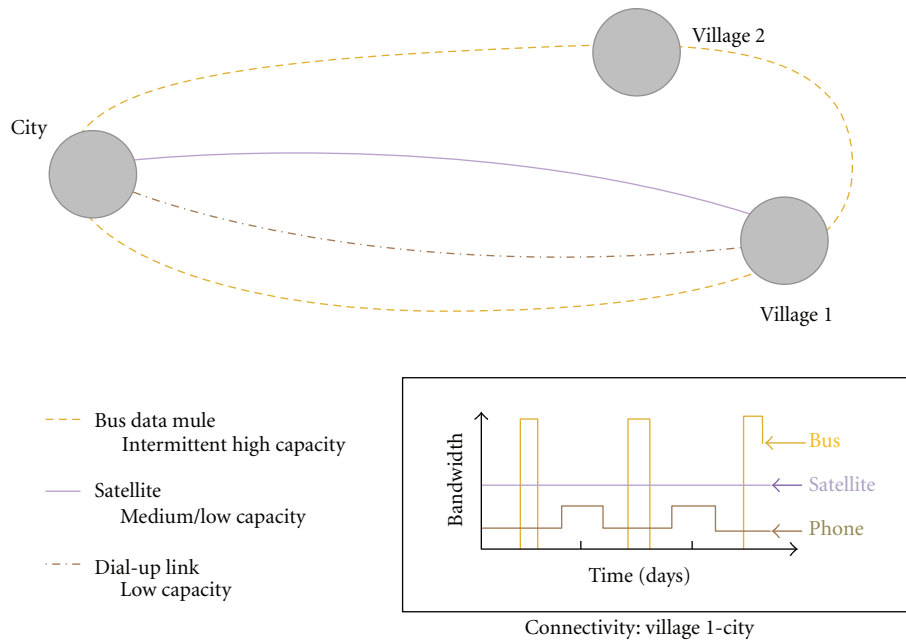 Village 2
City
Village 1
Bus data mule
Intermittent high capacity
Satellite
Medium/low capacity
Dial-up link
Low capacity
Bandwidth
Bus
Satellite
Phone
Time (days)
Connectivity: village 1-city